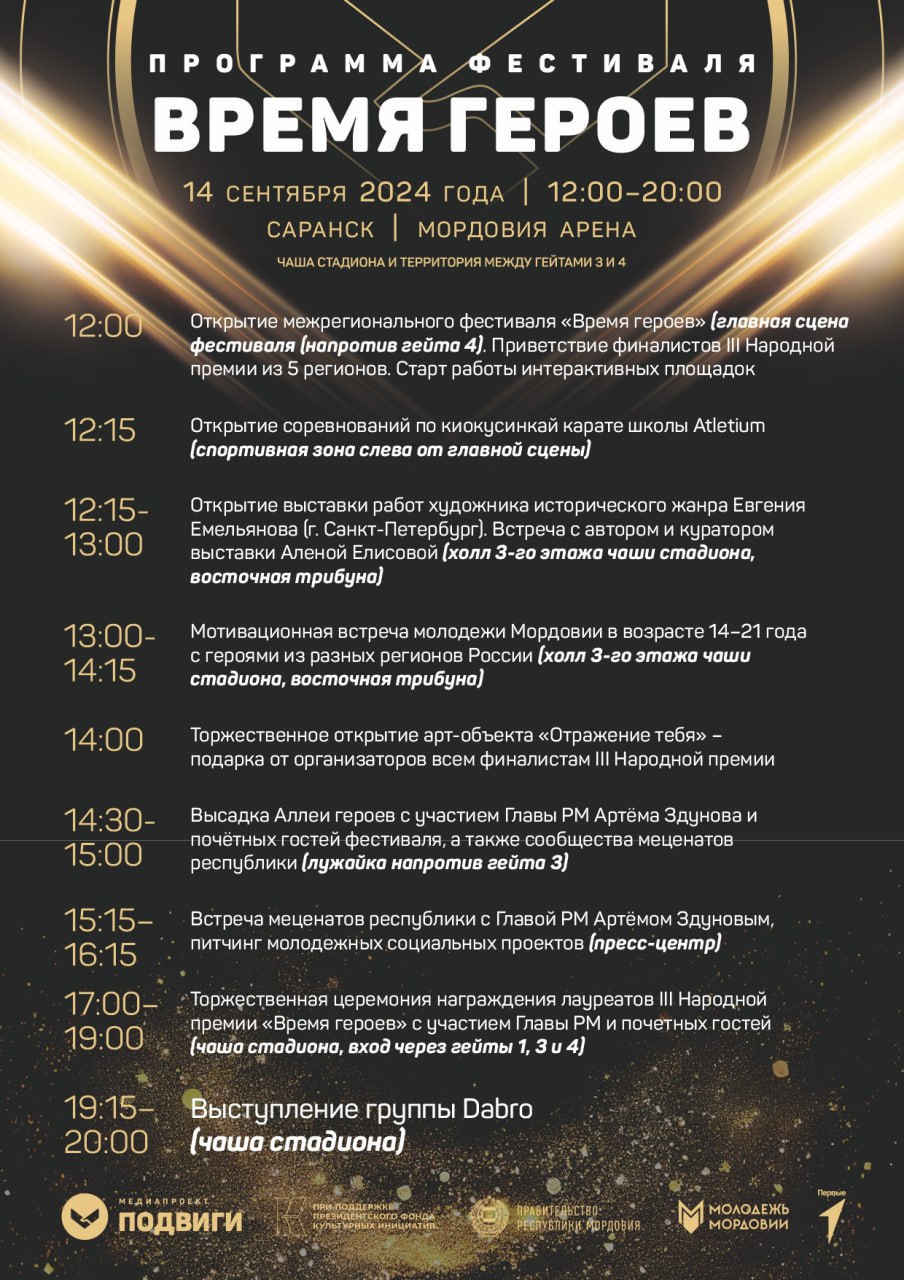 ПРОГРАММА ФЕСТИВАЛЯ
ВРЕМЯ ГЕРОЕВ
14 СЕНТЯБРЯ 2024 ГОДА | 12:00–20:00
САРАНСК | МОРДОВИЯ АРЕНА
ЧАША СТАДИОНА И ТЕРРИТОРИЯ МЕЖДУ ГЕЙТАМИ 3 И 4
12:00
Открытие межрегионального фестиваля «Время героев» (главная сцена
фестиваля (напротив гейта 4). Приветствие финалистов III Народной
премии из 5 регионов. Старт работы интерактивных площадок
12:15
Открытие соревнований по киокусинкай карате школы Atletium
(спортивная зона слева от главной сцены)
12:15-
13:00
Открытие выставки работ художника исторического жанра Евгения
Емельянова (г. Санкт-Петербург). Встреча с автором и куратором
выставки Аленой Елисовой (холл 3-го этажа чаши стадиона,
восточная трибуна)
13:00-
14:15
Мотивационная встреча молодежи Мордовии в возрасте 14–21 года
с героями из разных регионов России (холл 3-го этажа чаши
стадиона, восточная трибуна)
14:00
Торжественное открытие арт-объекта «Отражение тебя» –
подарка от организаторов всем финалистам III Народной премии
14:30-
15:00
Высадка Аллеи героев с участием Главы РМ Артёма Здунова и
почётных гостей фестиваля, а также сообщества меценатов
республики (лужайка напротив гейта 3)
15:15–
16:15
Встреча меценатов республики с Главой РМ Артёмом Здуновым,
питчинг молодежных социальных проектов (пресс-центр)
17:00–
19:00
Торжественная церемония награждения лауреатов III Народной
премии «Время героев» с участием Главы РМ и почетных гостей
(чаша стадиона, вход через гейты 1, 3 и 4)
19:15–
20:00
Выступление группы Dabro
(чаша стадиона)
МЕДИАПРОЕКТ
ПОДВИГИ
ПРИ ПОДДЕРЖКЕ
ПРЕЗИДЕНТСКОГО ФОНДА
КУЛЬТУРНЫХ ИНИЦИАТИВ
ПРАВИТЕЛЬСТВО
РЕСПУБЛИКИ МОРДОВИЯ
МОЛОДЕЖЬ
МОРДОВИИ
Первые